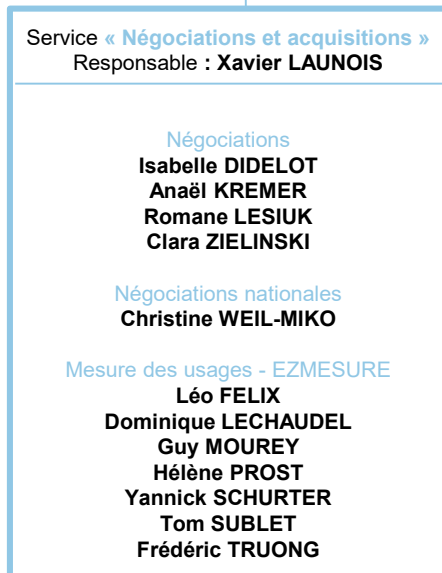 Service « Négociations et acquisitions »
Responsable : Xavier LAUNOIS
Négociations
Isabelle DIDELOT
Anaël KREMER
Romane LESIUK
Clara ZIELINSKI
Négociations nationales
Christine WEIL-MIKO
Mesure des usages - EZMESURE
Léo FELIX
Dominique LECHAUDEL
Guy MOUREY
Hélène PROST
Yannick SCHURTER
Tom SUBLET
Frédéric TRUONG